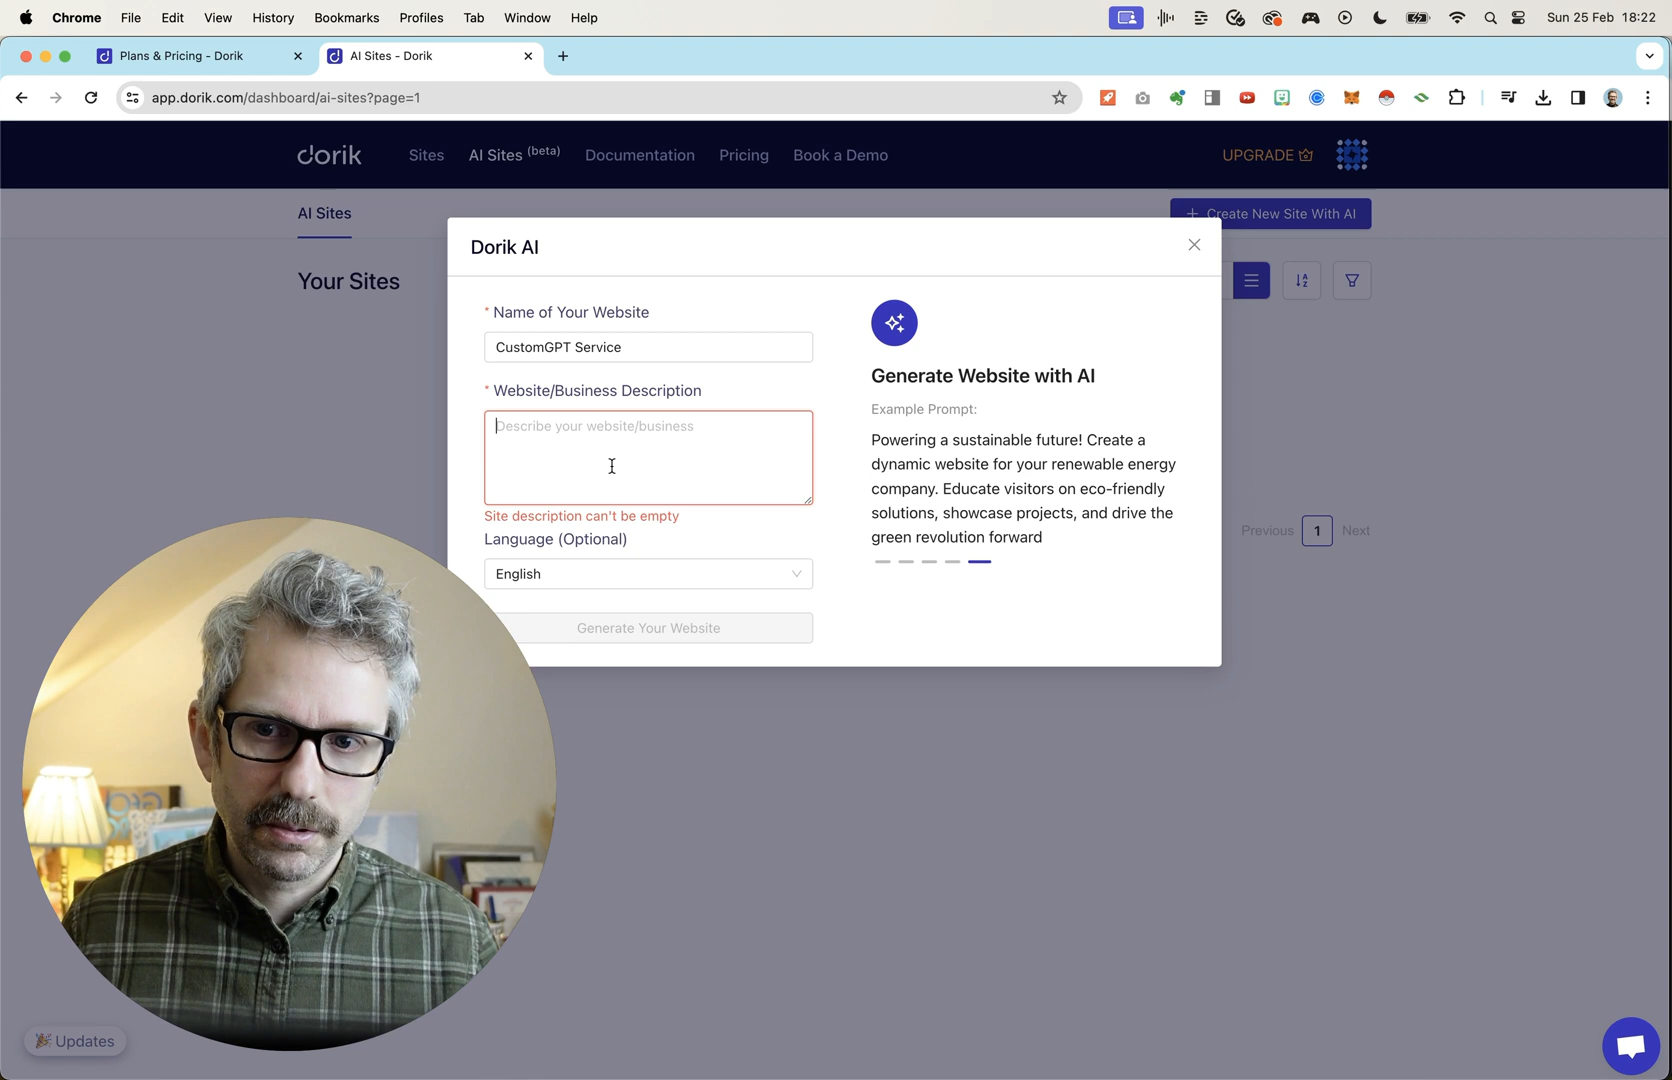 Chrome File Edit View History Bookmarks Profiles Tab Window Help Sun 25 Feb 18:22
Plans & Pricing - Dorik AI Sites - Dorik
app.dorik.com/dashboard/ai-sites?page=1
dorik Sites AI Sites (beta) Documentation Pricing Book a Demo UPGRADE
AI Sites + Create New Site With AI
Your Sites
Dorik AI
* Name of Your Website
CustomGPT Service
* Website/Business Description
Describe your website/business
Site description can't be empty
Language (Optional)
English
Generate Your Website
Generate Website with AI
Example Prompt:
Powering a sustainable future! Create a
dynamic website for your renewable energy
company. Educate visitors on eco-friendly
solutions, showcase projects, and drive the
green revolution forward
Previous 1 Next
Updates